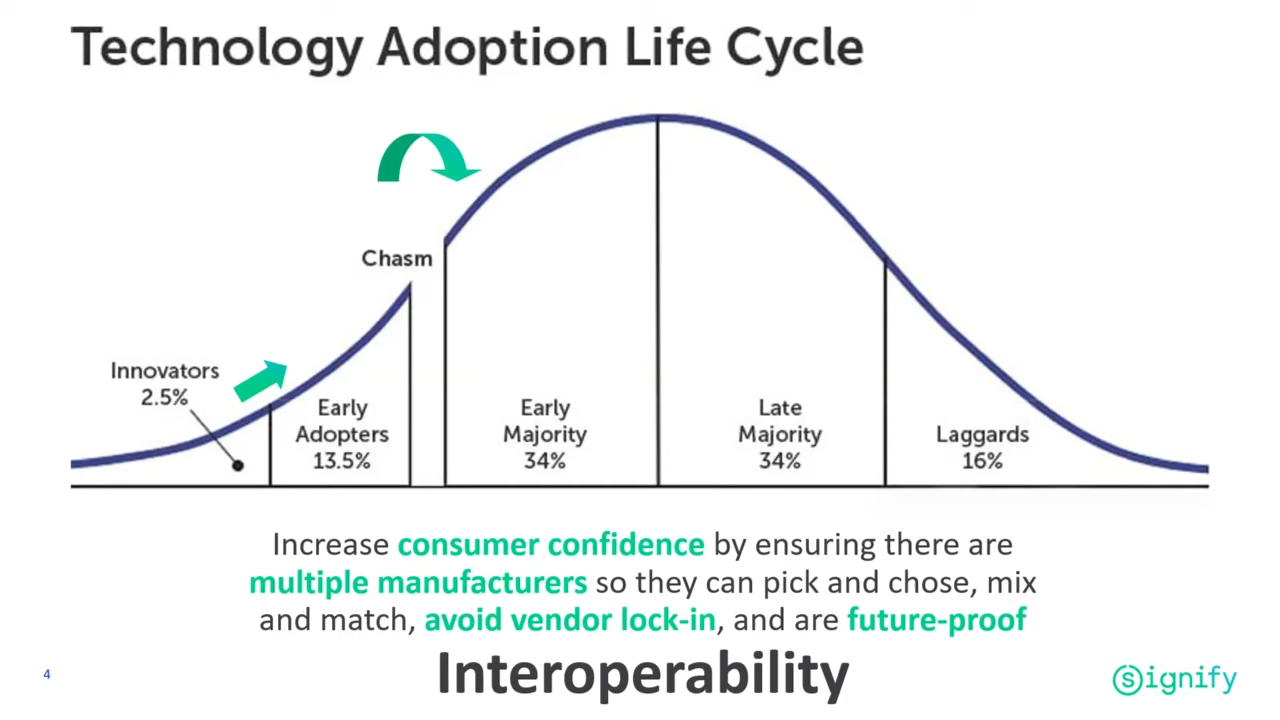 Technology Adoption Life Cycle
Chasm
Innovators
2.5%
Early
Adopters
13.5%
Early
Majority
34%
Late
Majority
34%
Laggards
16%
Increase consumer confidence by ensuring there are
multiple manufacturers so they can pick and chose, mix
and match, avoid vendor lock-in, and are future-proof
Interoperability
4
Signify